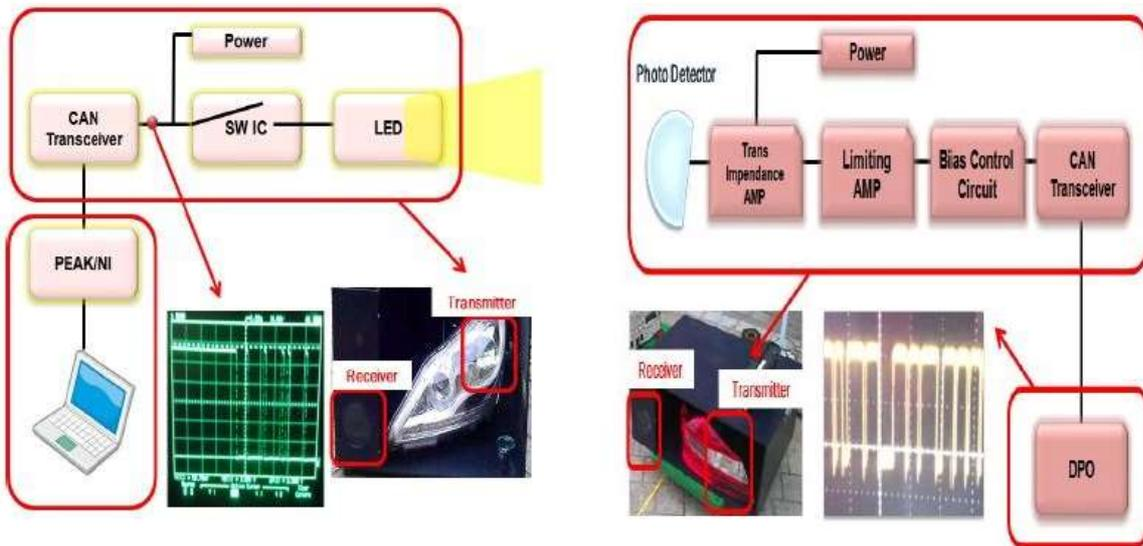 Power
CAN
Transceiver
SW IC
LED
PEAK/NI
Transmitter
Receiver
Photo Detector
Power
Trans
Impendance
AMP
Limiting
AMP
Bias Control
Circuit
CAN
Transceiver
Receiver
Transmitter
DPO